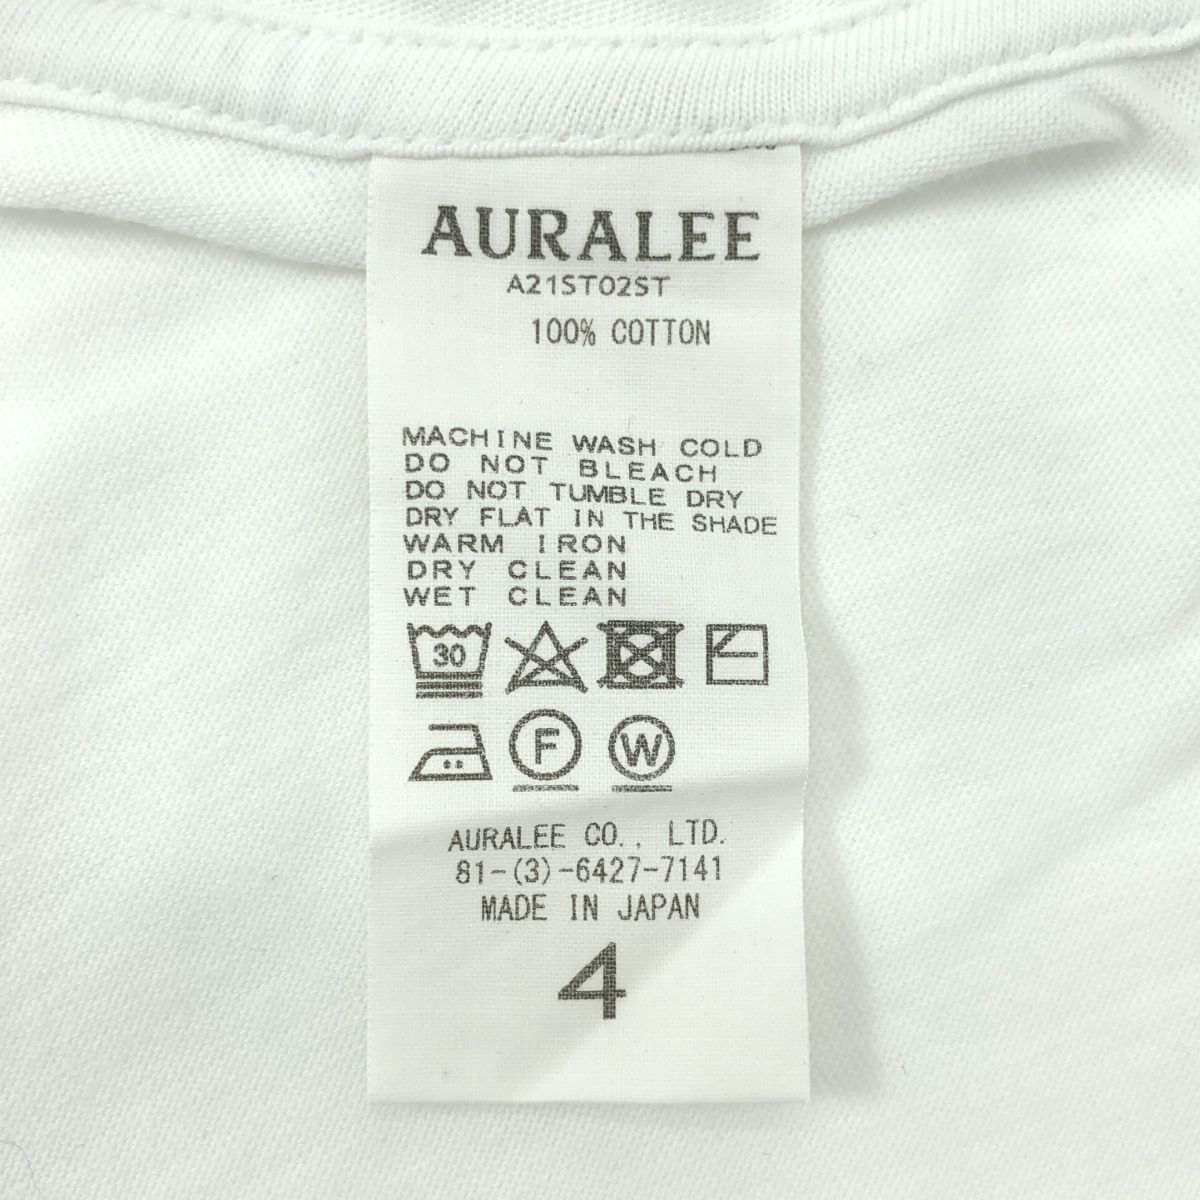 AURALEE
A21ST02ST
100% COTTON
MACHINE WASH COLD
DO NOT BLEACH
DO NOT TUMBLE DRY
DRY FLAT IN THE SHADE
WARM IRON
DRY CLEAN
WET CLEAN
30
F W
AURALEE CO., LTD.
81-(3)-6427-7141
MADE IN JAPAN
4